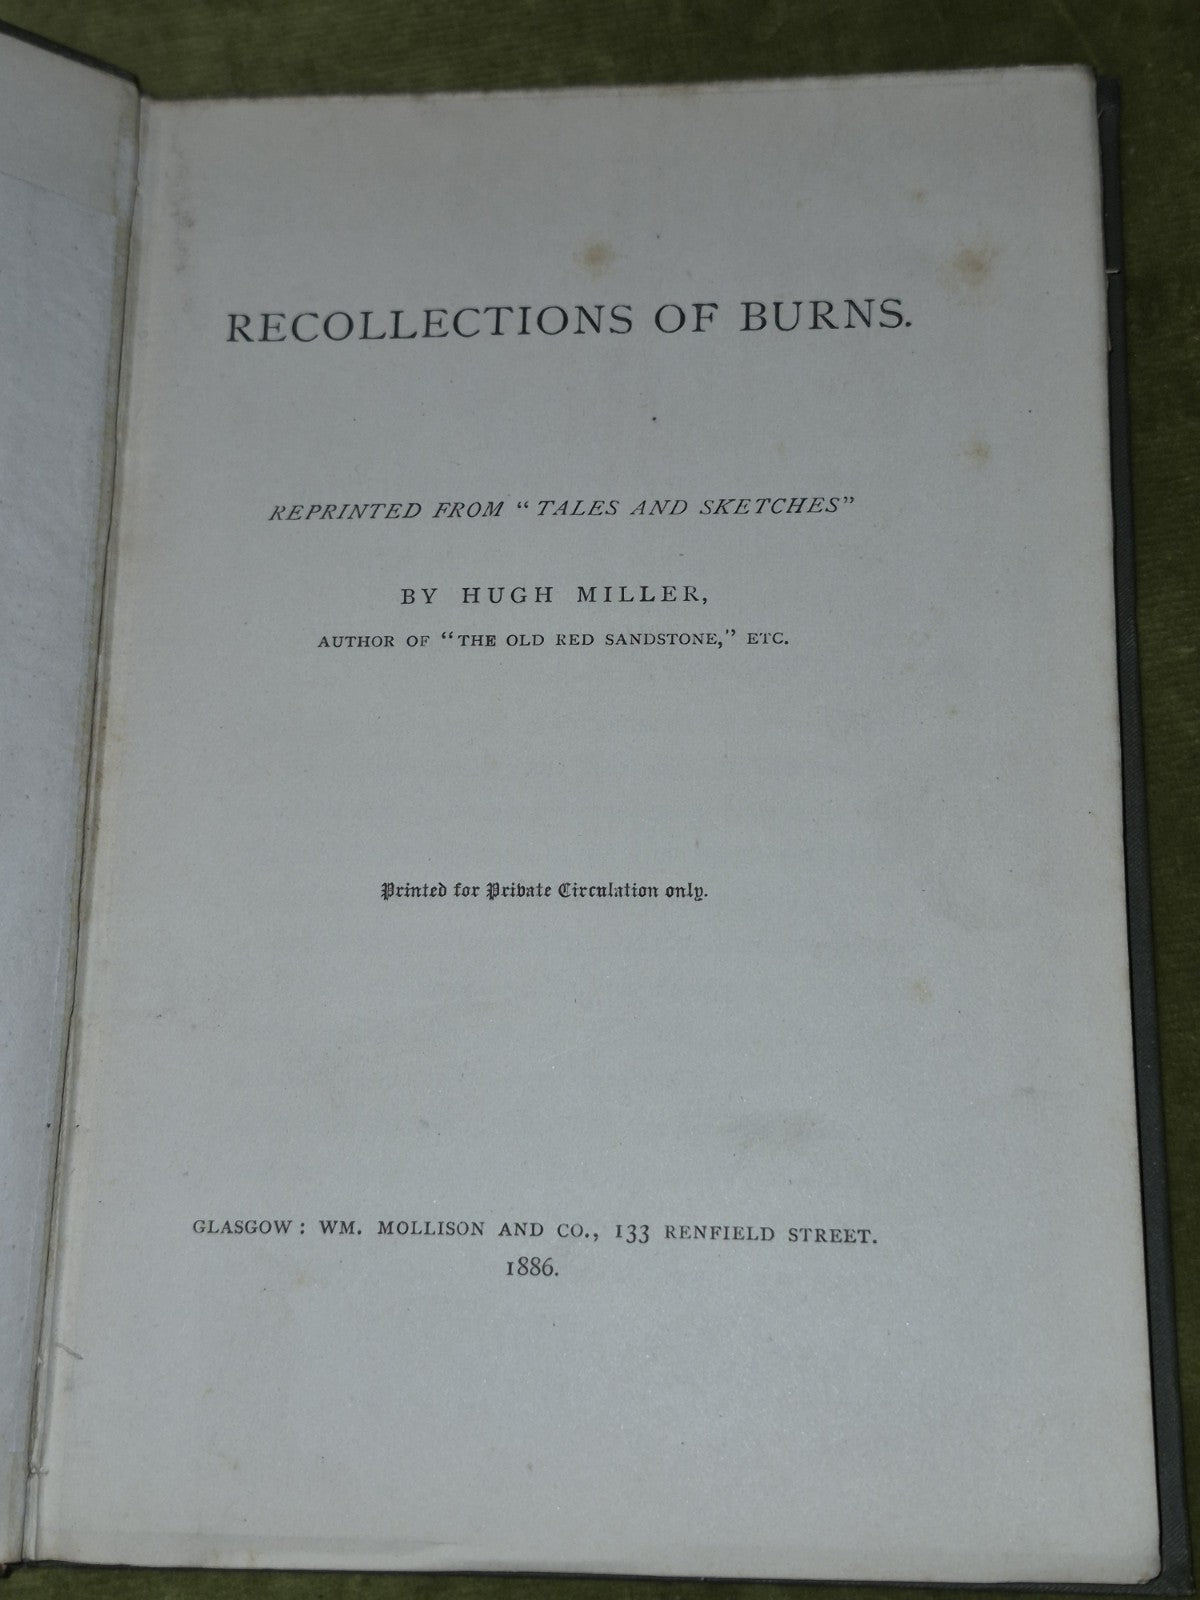 RECOLLECTIONS OF BURNS.
REPRINTED FROM "TALES AND SKETCHES"
BY HUGH MILLER,
AUTHOR OF "THE OLD RED SANDSTONE," ETC.
Printed for Private Circulation only.
GLASGOW: WM. MOLLISON AND CO., 133 RENFIELD STREET.
1886.